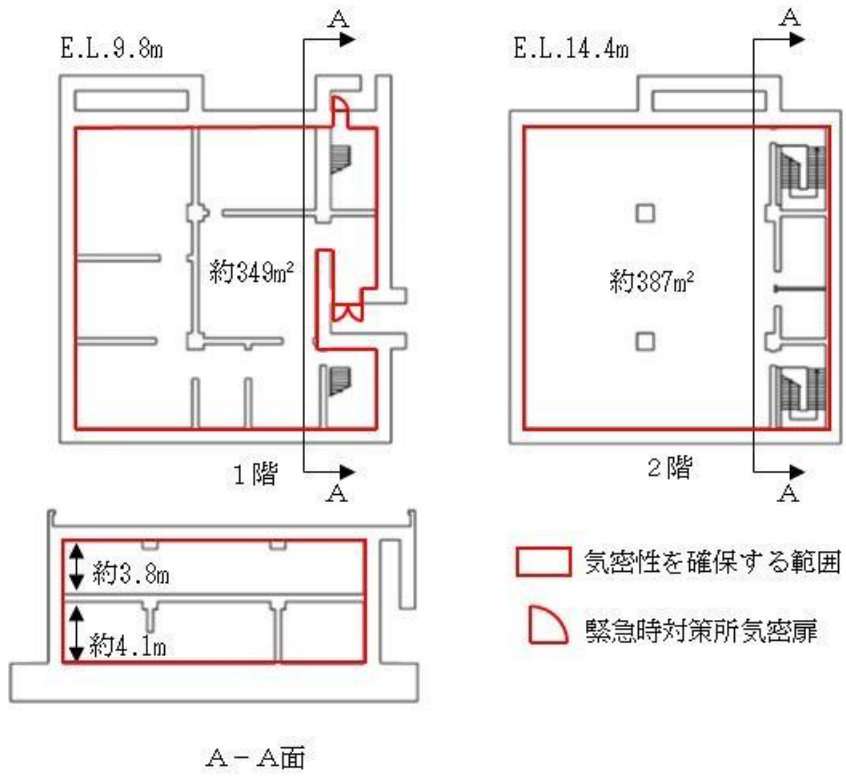 A
E.L.9.8m
約349m²
1階
A
A
E.L.14.4m
約387m²
2階
A
約3.8m
約4.1m
A-A面
気密性を確保する範囲
緊急時対策所気密扉